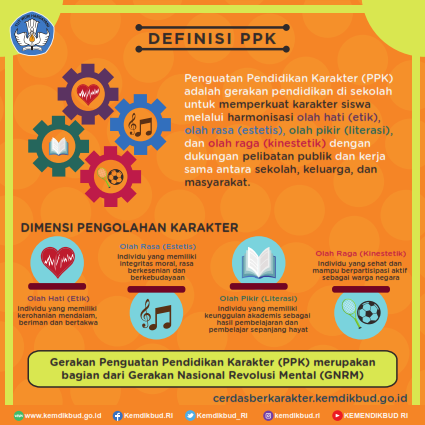 DEFINISI PPK
Penguatan Pendidikan Karakter (PPK)
adalah gerakan pendidikan di sekolah
untuk memperkuat karakter siswa
melalui harmonisasi olah hati (etik),
olah rasa (estetis), olah pikir (literasi),
dan olah raga (kinestetik) dengan
dukungan pelibatan publik dan kerja
sama antara sekolah, keluarga, dan
masyarakat.
DIMENSI PENGOLAHAN KARAKTER
Olah Hati (Etik)
Individu yang memiliki
kerohanian mendalam,
beriman dan bertakwa
Olah Rasa (Estetis)
Individu yang memiliki
integritas moral, rasa
berkesenian dan
berkebudayaan
Olah Pikir (Literasi)
Individu yang memiliki
keunggulan akademis sebagai
hasil pembelajaran dan
pembelajar sepanjang hayat
Olah Raga (Kinestetik)
Individu yang sehat dan
mampu berpartisipasi aktif
sebagai warga negara
Gerakan Penguatan Pendidikan Karakter (PPK) merupakan
bagian dari Gerakan Nasional Revolusi Mental (GNRM)
cerdasberkarakter.kemdikbud.go.id
www.kemdikbud.go.id Kemdikbud.RI Kemdikbud_RI kemdikbud.ri KEMENDIKBUD RI